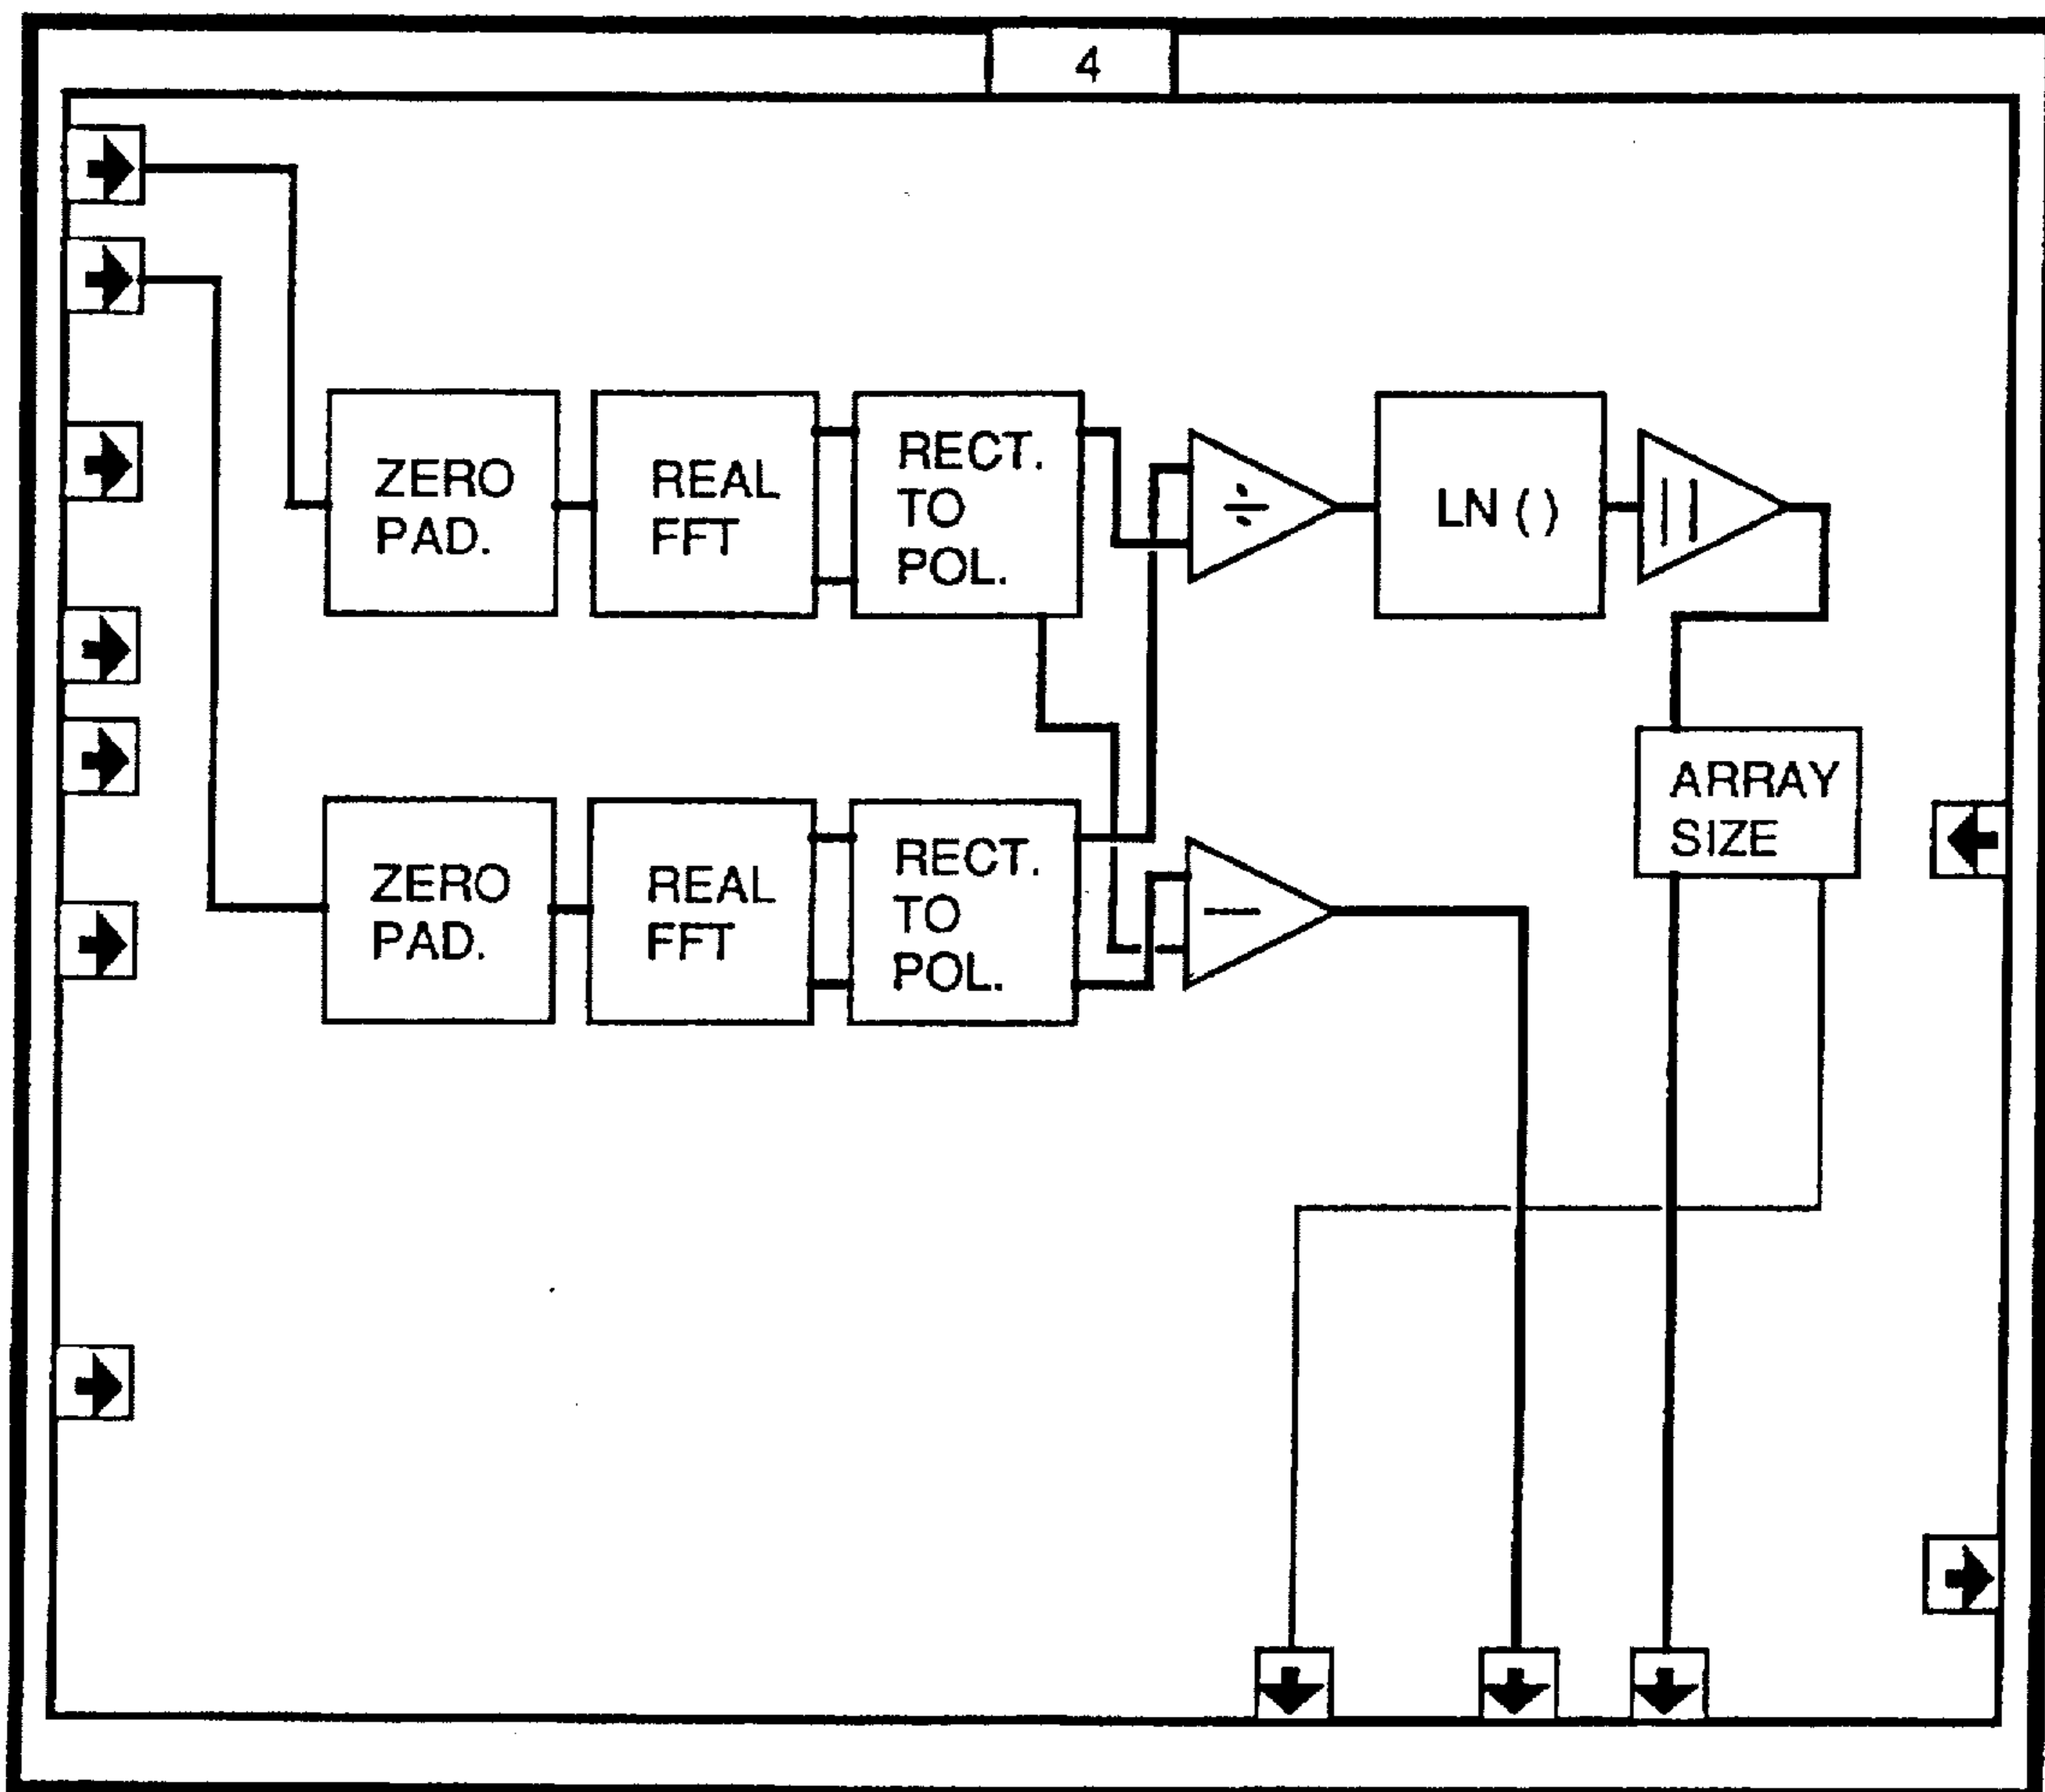 4
ZERO
PAD.
REAL
FFT
RECT.
TO
POL.
÷
LN ( )
| |
ARRAY
SIZE
ZERO
PAD.
REAL
FFT
RECT.
TO
POL.
—